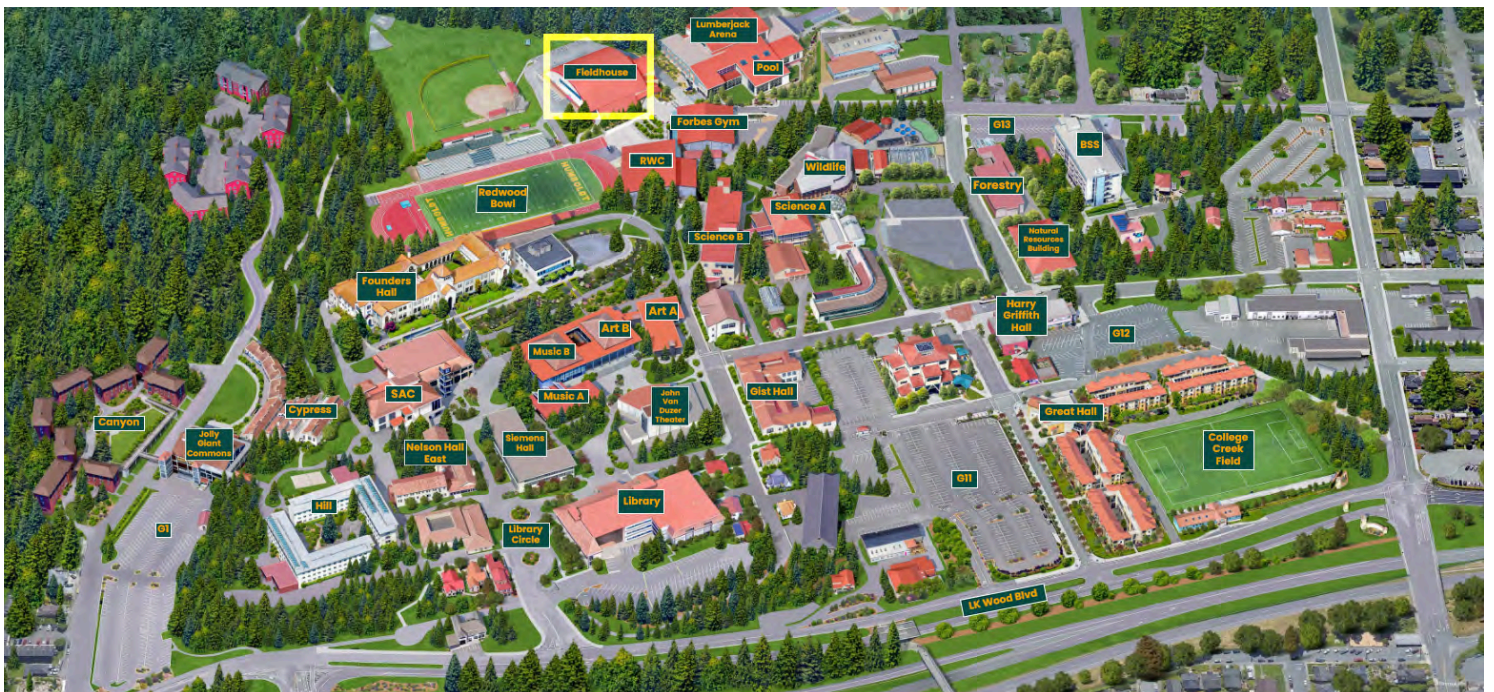 Lumberjack
Arena
Fieldhouse
Pool
Forbes Gym
G13
BSS
RWC
Wildlife
Redwood
Bowl
HUMBOLDT
Forestry
Science A
Science B
Natural
Resources
Building
Founders
Hall
Art A
Art B
Harry
Griffith
Hall
G12
Music B
Music A
Gist Hall
SAC
John
Van
Duzer
Theater
Great Hall
Cypress
Canyon
Jolly
Giant
Commons
Nelson Hall
East
Siemens
Hall
College
Creek
Field
G11
Library
Hill
G1
Library
Circle
LK Wood Blvd